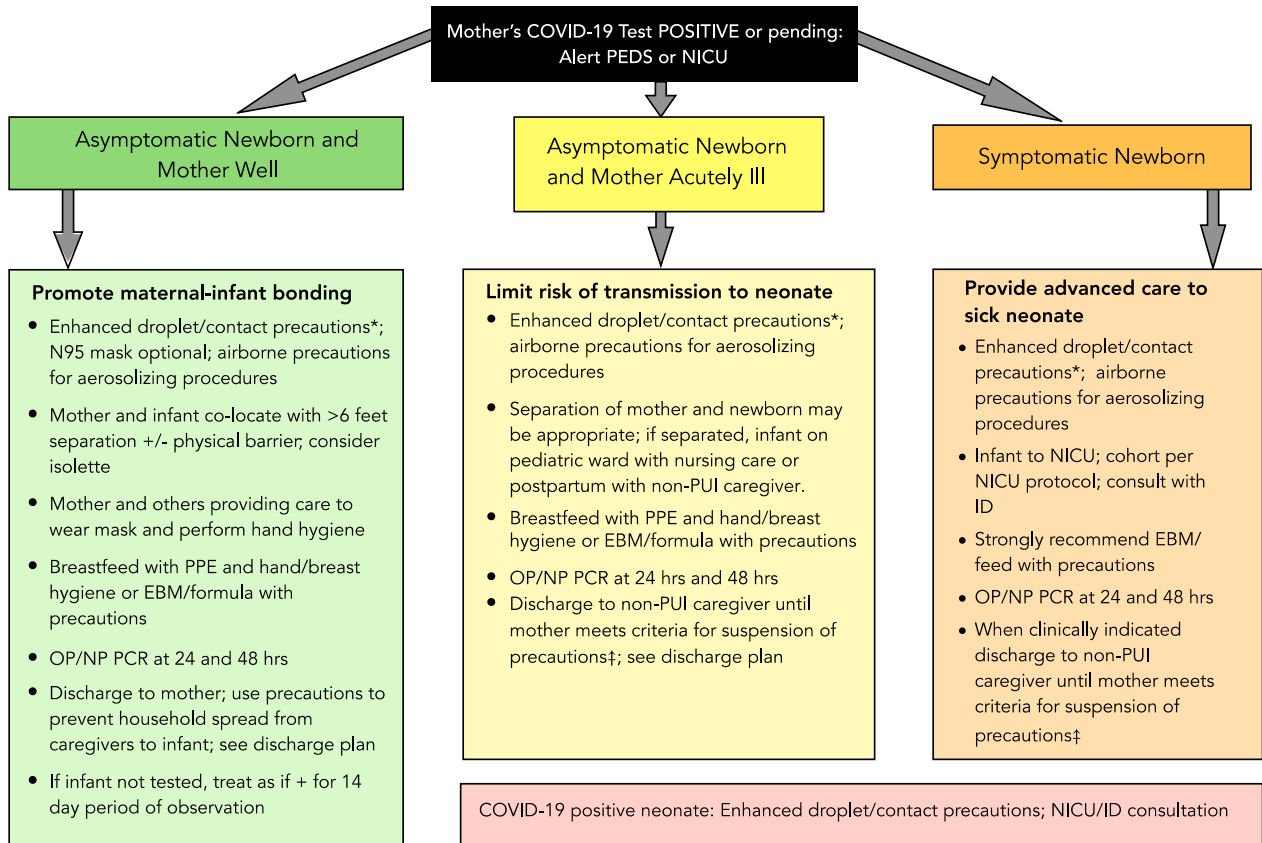 Mother's COVID-19 Test POSITIVE or pending:
Alert PEDS or NICU
Asymptomatic Newborn and
Mother Well
Asymptomatic Newborn
and Mother Acutely Ill
Symptomatic Newborn
Promote maternal-infant bonding
• Enhanced droplet/contact precautions*;
N95 mask optional; airborne precautions
for aerosolizing procedures
• Mother and infant co-locate with >6 feet
separation +/- physical barrier; consider
isolette
• Mother and others providing care to
wear mask and perform hand hygiene
• Breastfeed with PPE and hand/breast
hygiene or EBM/formula with
precautions
• OP/NP PCR at 24 and 48 hrs
• Discharge to mother; use precautions to
prevent household spread from
caregivers to infant; see discharge plan
• If infant not tested, treat as if + for 14
day period of observation
Limit risk of transmission to neonate
• Enhanced droplet/contact precautions*;
airborne precautions for aerosolizing
procedures
• Separation of mother and newborn may
be appropriate; if separated, infant on
pediatric ward with nursing care or
postpartum with non-PUI caregiver.
• Breastfeed with PPE and hand/breast
hygiene or EBM/formula with precautions
• OP/NP PCR at 24 hrs and 48 hrs
• Discharge to non-PUI caregiver until
mother meets criteria for suspension of
precautions‡; see discharge plan
Provide advanced care to
sick neonate
• Enhanced droplet/contact
precautions*; airborne
precautions for aerosolizing
procedures
• Infant to NICU; cohort per
NICU protocol; consult with
ID
• Strongly recommend EBM/
feed with precautions
• OP/NP PCR at 24 and 48 hrs
• When clinically indicated
discharge to non-PUI
caregiver until mother meets
criteria for suspension of
precautions‡
COVID-19 positive neonate: Enhanced droplet/contact precautions; NICU/ID consultation